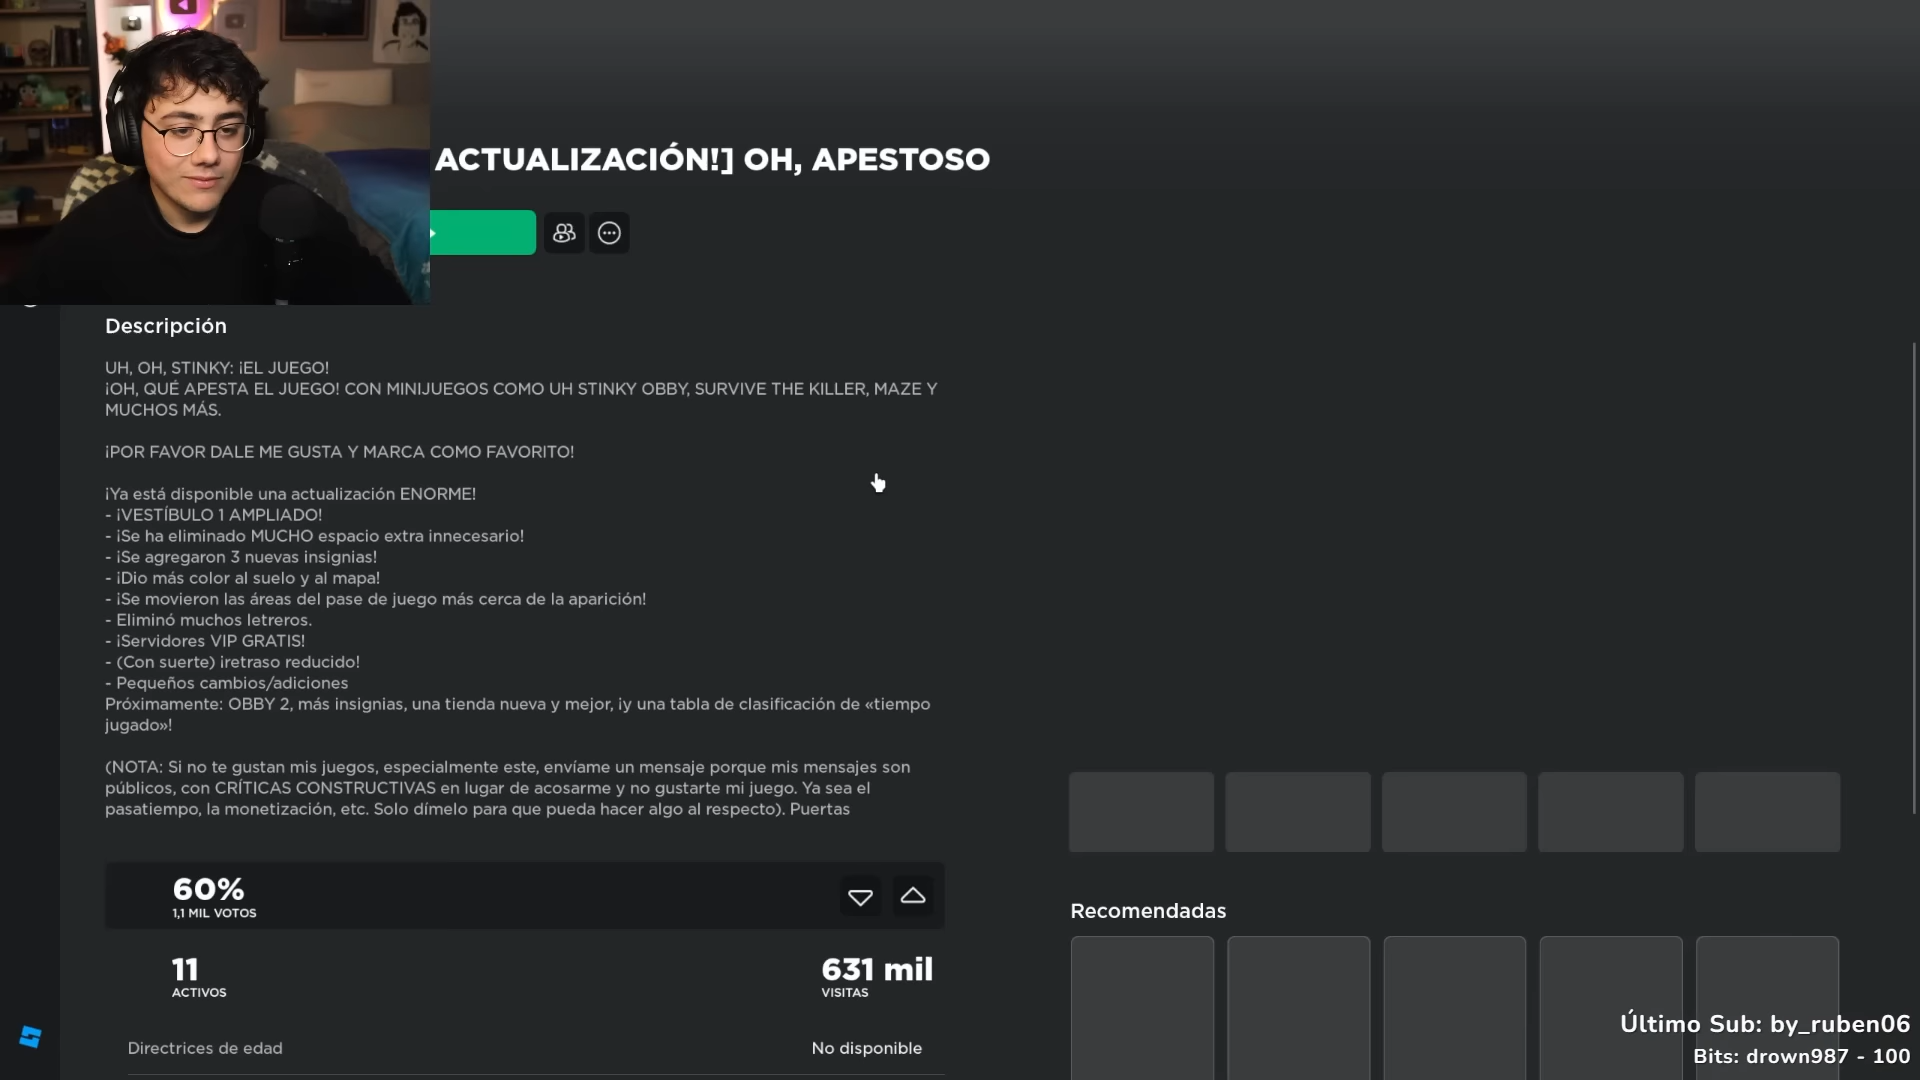 ACTUALIZACIÓN!] OH, APESTOSO
Descripción
UH, OH, STINKY: ¡EL JUEGO!
¡OH, QUÉ APESTA EL JUEGO! CON MINIJUEGOS COMO UH STINKY OBBY, SURVIVE THE KILLER, MAZE Y
MUCHOS MÁS.
¡POR FAVOR DALE ME GUSTA Y MARCA COMO FAVORITO!
¡Ya está disponible una actualización ENORME!
- ¡VESTÍBULO 1 AMPLIADO!
- ¡Se ha eliminado MUCHO espacio extra innecesario!
- ¡Se agregaron 3 nuevas insignias!
- ¡Dio más color al suelo y al mapa!
- ¡Se movieron las áreas del pase de juego más cerca de la aparición!
- Eliminó muchos letreros.
- ¡Servidores VIP GRATIS!
- (Con suerte) ¡retraso reducido!
- Pequeños cambios/adiciones
Próximamente: OBBY 2, más insignias, una tienda nueva y mejor, ¡y una tabla de clasificación de «tiempo
jugado»!
(NOTA: Si no te gustan mis juegos, especialmente este, envíame un mensaje porque mis mensajes son
públicos, con CRÍTICAS CONSTRUCTIVAS en lugar de acosarme y no gustarte mi juego. Ya sea el
pasatiempo, la monetización, etc. Solo dímelo para que pueda hacer algo al respecto). Puertas
60%
1,1 MIL VOTOS
11
ACTIVOS
631 mil
VISITAS
Directrices de edad
No disponible
Recomendadas
Último Sub: by_ruben06
Bits: drown987 - 100